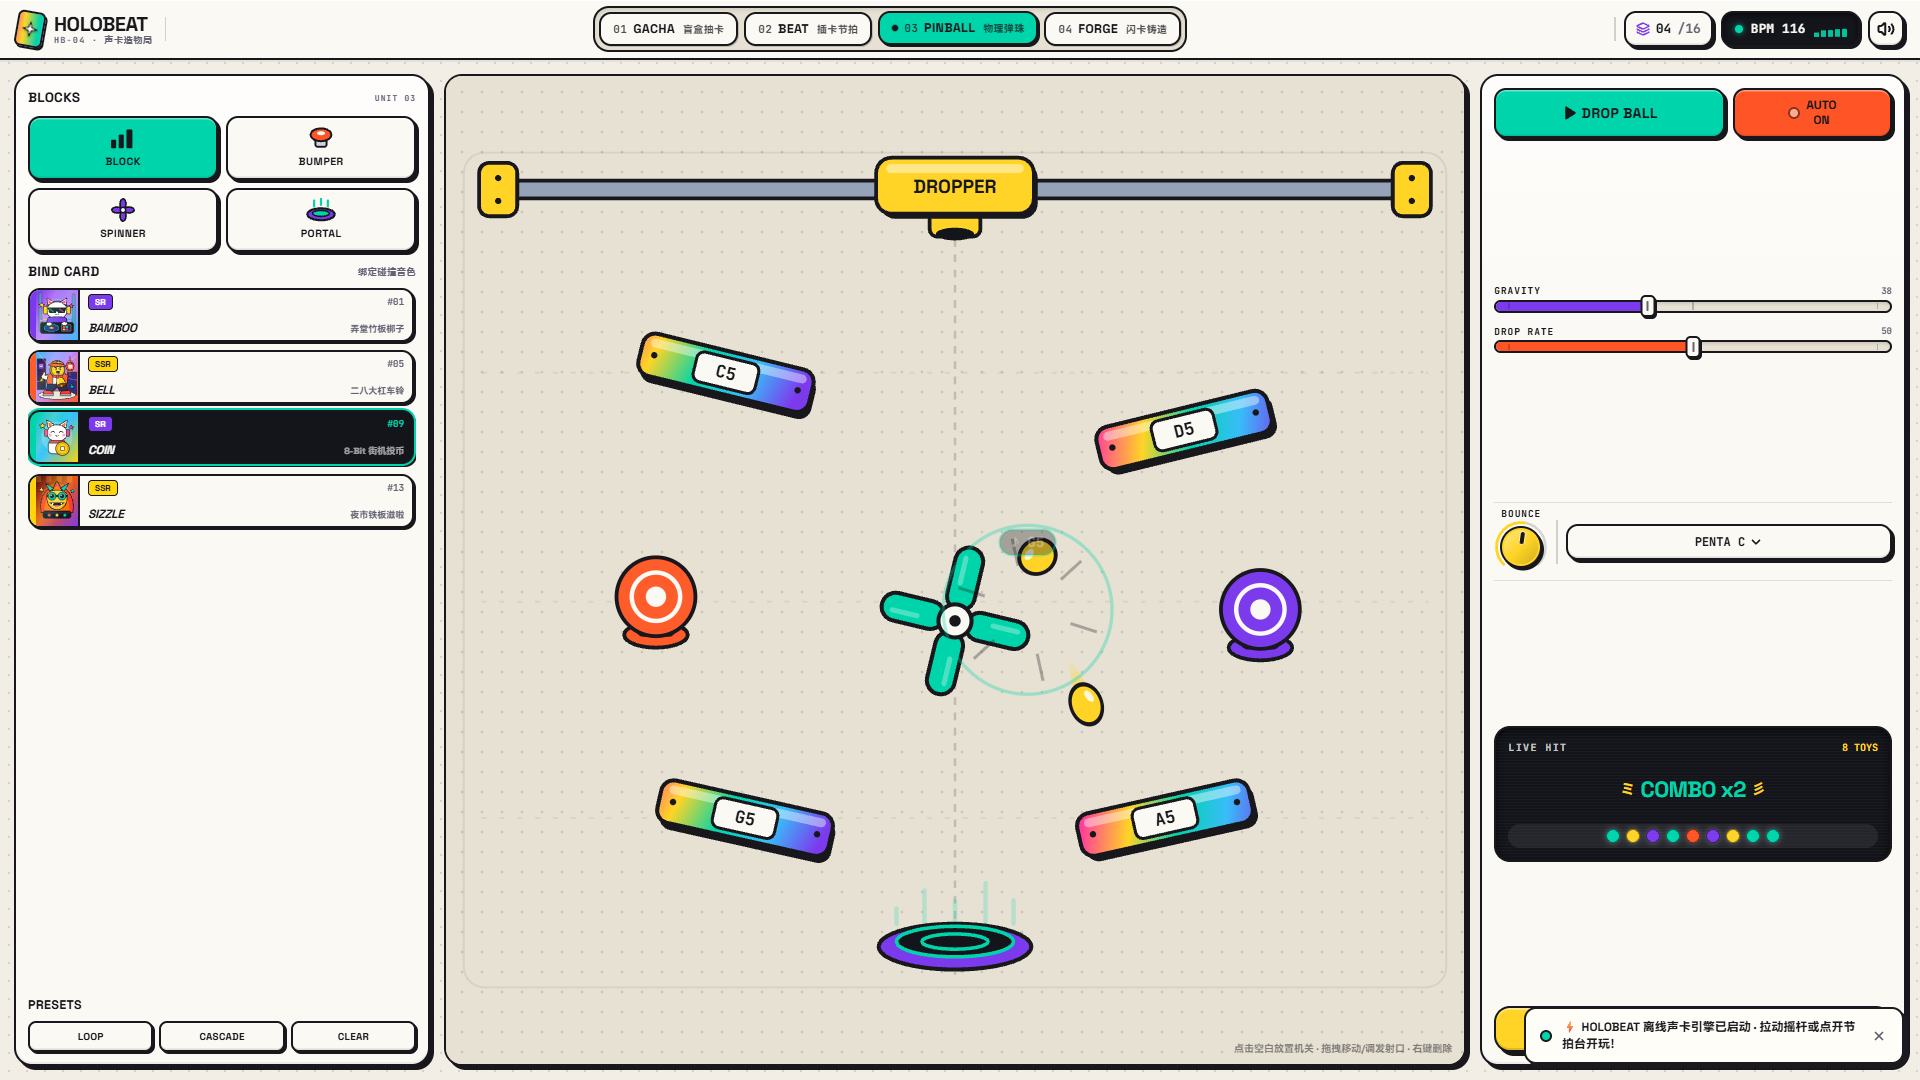 HOLOBEAT
HB-04 · 声卡造物局
01 GACHA 盲盒抽卡
02 BEAT 插卡节拍
03 PINBALL 物理弹珠
04 FORGE 闪卡铸造
04 /16
BPM 116
BLOCKS
UNIT 03
BLOCK
BUMPER
SPINNER
PORTAL
BIND CARD
绑定碰撞音色
SR
#01
BAMBOO
弄堂竹板梆子
SSR
#05
BELL
二八大杠车铃
SR
#09
COIN
8-Bit 街机投币
SSR
#13
SIZZLE
夜市铁板滋啦
PRESETS
LOOP
CASCADE
CLEAR
DROPPER
C5
D5
G5
A5
点击空白放置机关 · 拖拽移动/调发射口 · 右键删除
DROP BALL
AUTO
ON
GRAVITY
38
DROP RATE
50
BOUNCE
PENTA C
LIVE HIT
8 TOYS
COMBO x2
HOLOBEAT 离线声卡引擎已启动 · 拉动摇杆或点开节
拍台开玩！